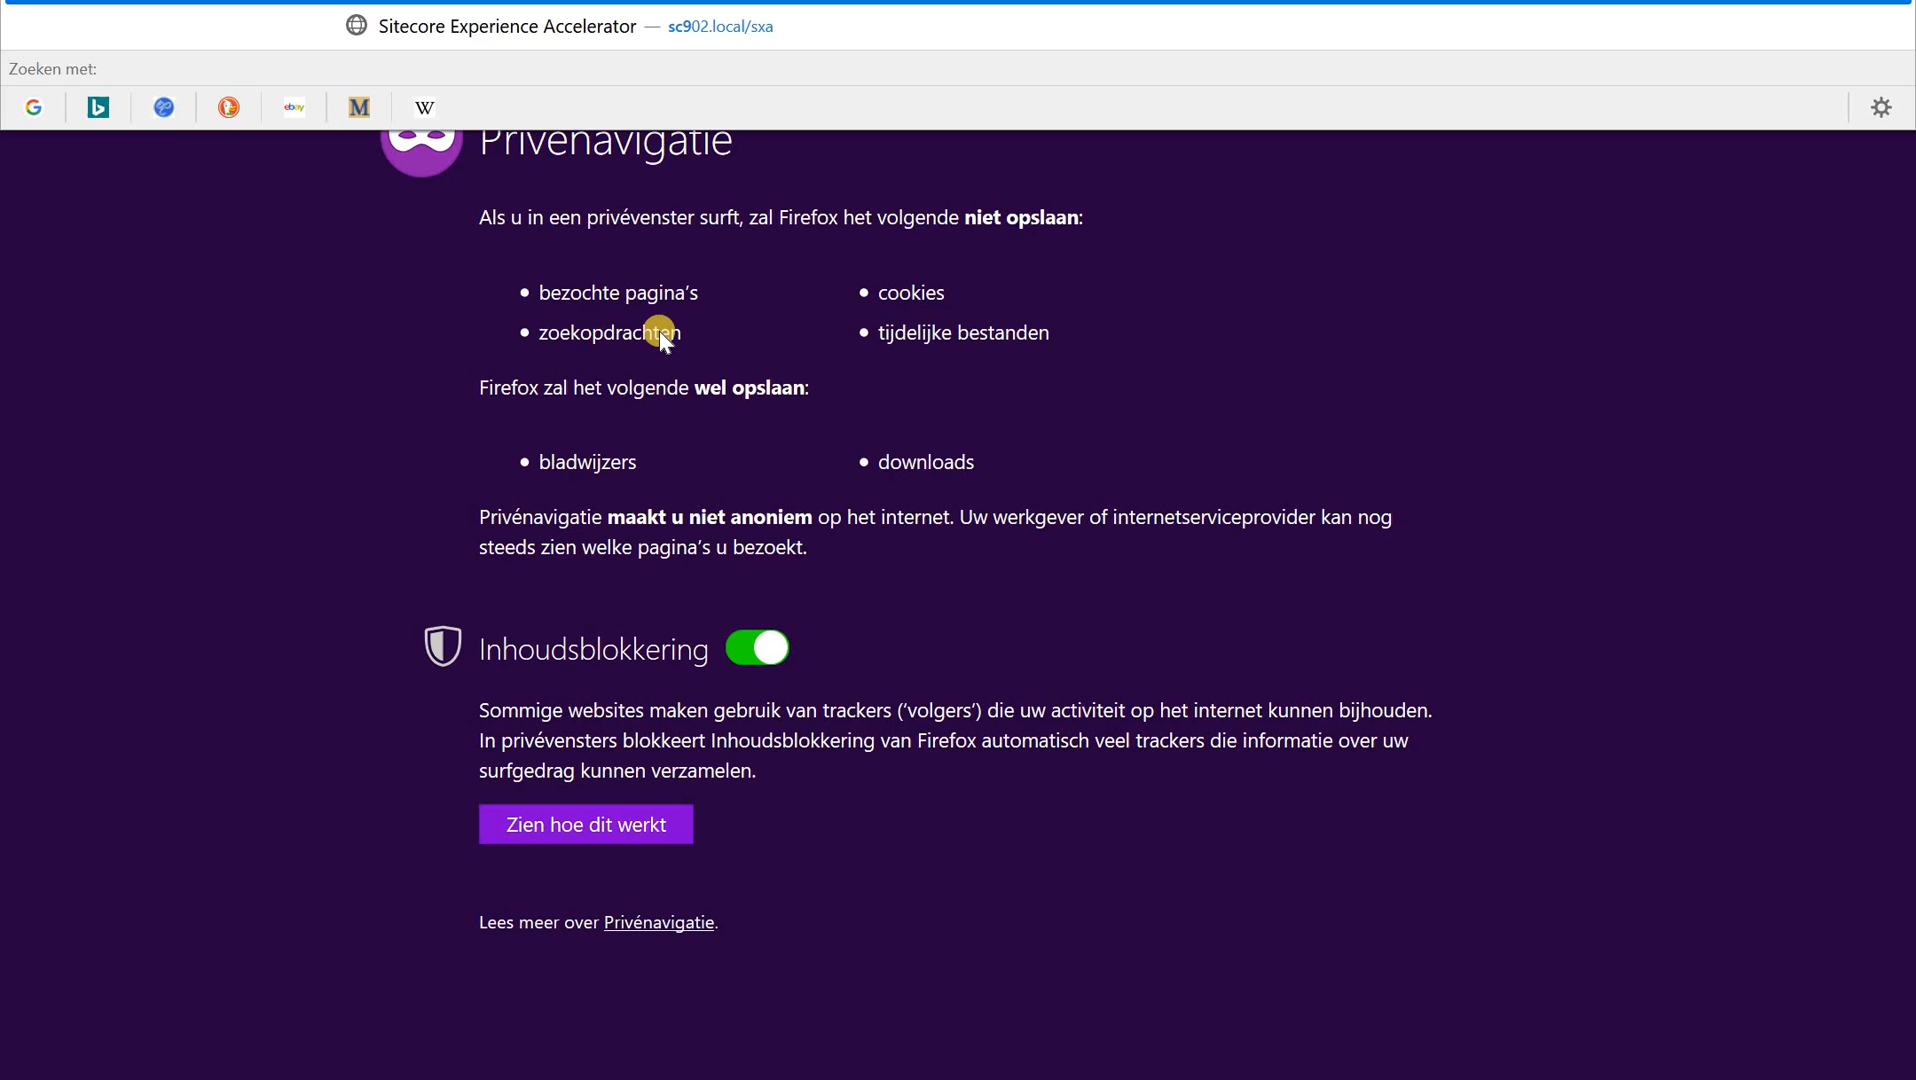 Sitecore Experience Accelerator — sc902.local/sxa
Zoeken met:
G b ebay M W
Privénavigatie
Als u in een privévenster surft, zal Firefox het volgende niet opslaan:
• bezochte pagina’s • cookies
• zoekopdrachten • tijdelijke bestanden
Firefox zal het volgende wel opslaan:
• bladwijzers • downloads
Privénavigatie maakt u niet anoniem op het internet. Uw werkgever of internetserviceprovider kan nog
steeds zien welke pagina’s u bezoekt.
Inhoudsblokkering
Sommige websites maken gebruik van trackers (‘volgers’) die uw activiteit op het internet kunnen bijhouden.
In privévensters blokkeert Inhoudsblokkering van Firefox automatisch veel trackers die informatie over uw
surfgedrag kunnen verzamelen.
Zien hoe dit werkt
Lees meer over Privénavigatie.